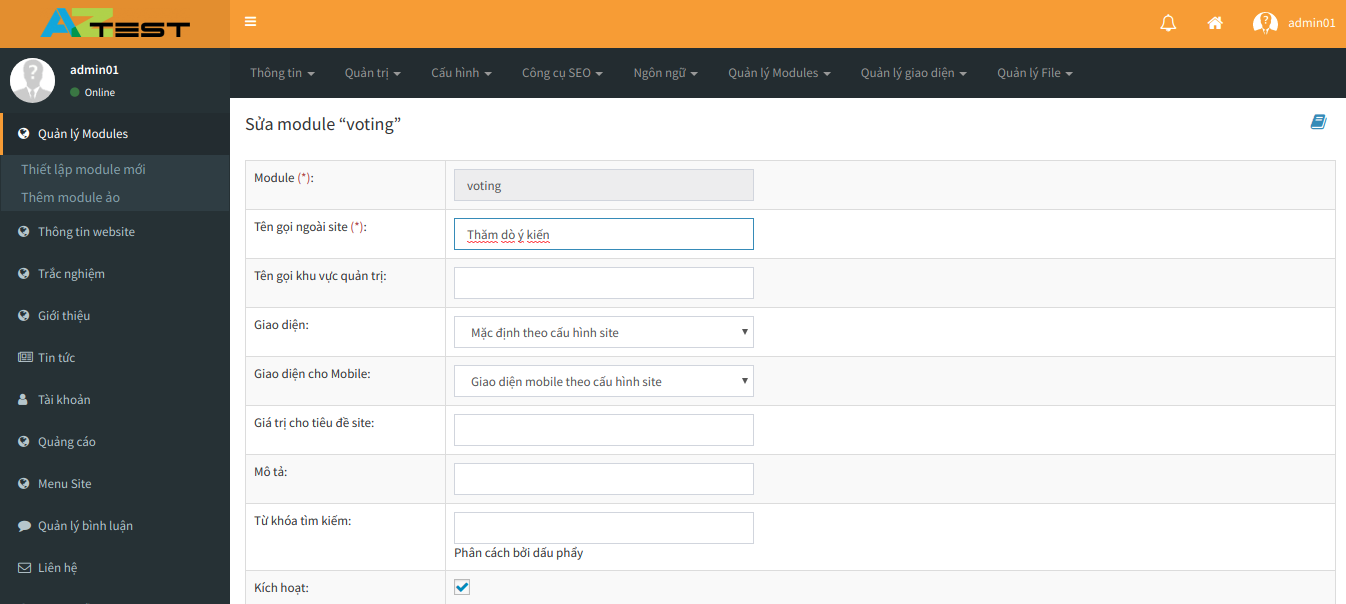 AZTEST
admin01
admin01
Online
Thông tin
Quản trị
Cấu hình
Công cụ SEO
Ngôn ngữ
Quản lý Modules
Quản lý giao diện
Quản lý File
Quản lý Modules
Thiết lập module mới
Thêm module ảo
Thông tin website
Trắc nghiệm
Giới thiệu
Tin tức
Tài khoản
Quảng cáo
Menu Site
Quản lý bình luận
Liên hệ
Sửa module “voting”
Module (*):
voting
Tên gọi ngoài site (*):
Thăm dò ý kiến
Tên gọi khu vực quản trị:
Giao diện:
Mặc định theo cấu hình site
Giao diện cho Mobile:
Giao diện mobile theo cấu hình site
Giá trị cho tiêu đề site:
Mô tả:
Từ khóa tìm kiếm:
Phân cách bởi dấu phẩy
Kích hoạt: